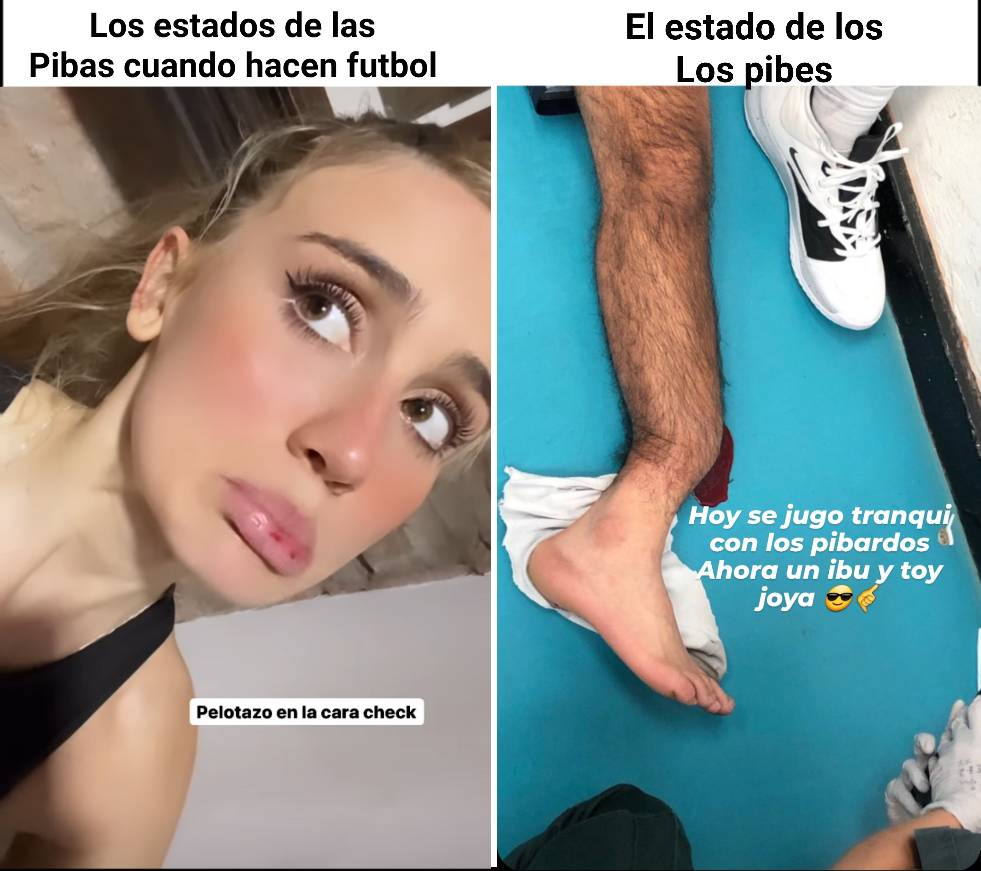 Los estados de las
Pibas cuando hacen futbol
El estado de los
Los pibes
Pelotazo en la cara check
Hoy se jugo tranqui
con los pibardos
Ahora un ibu y toy
joya 😎🤙